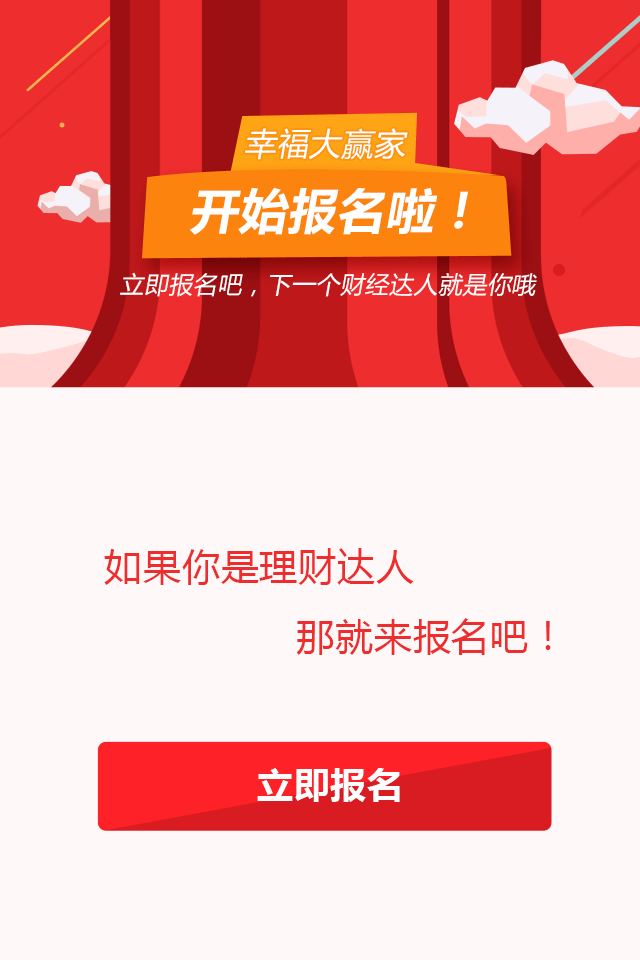 幸福大赢家
开始报名啦！
立即报名吧，下一个财经达人就是你哦
如果你是理财达人
那就来报名吧！
立即报名